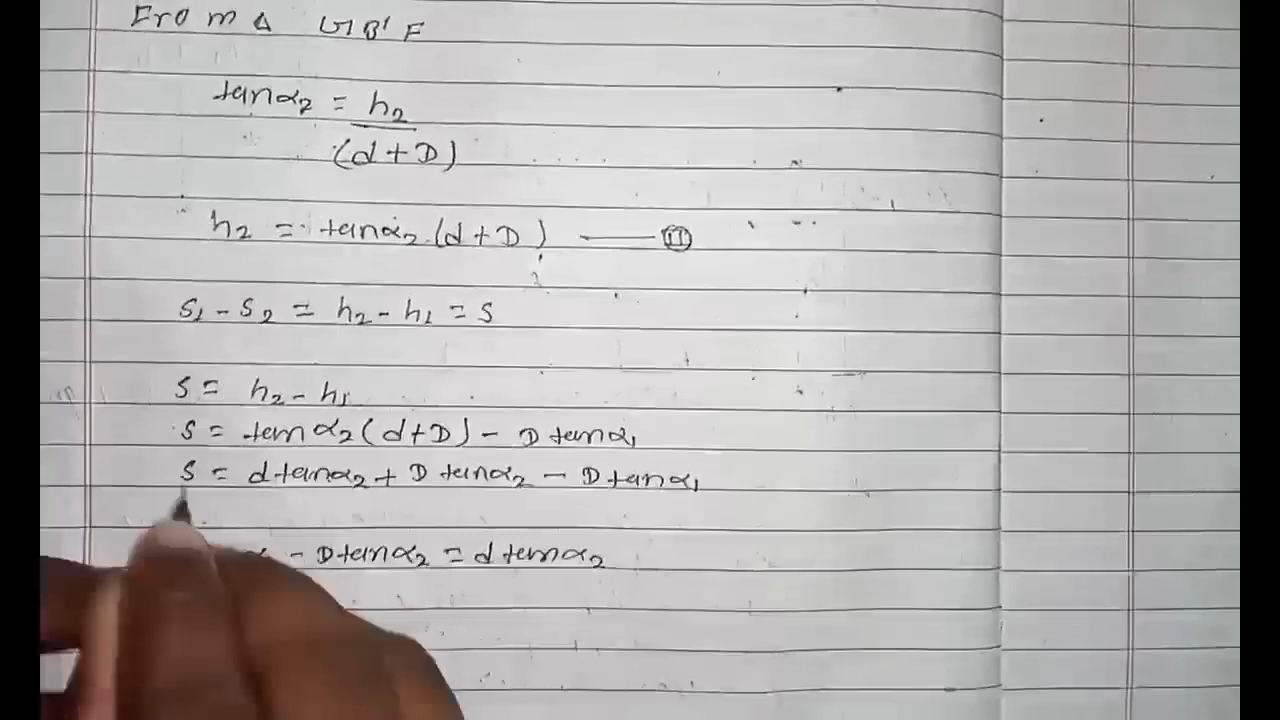 From Δ B'F
tanα₂ = h₂
(d+D)
h₂ = tanα₂ (d+D) —— II
S₁ - S₂ = h₂ - h₁ = S
S = h₂ - h₁
S = tanα₂ (d+D) - D tanα₁
S = d tanα₂ + D tanα₂ - D tanα₁
- D tanα₂ = d tanα₂